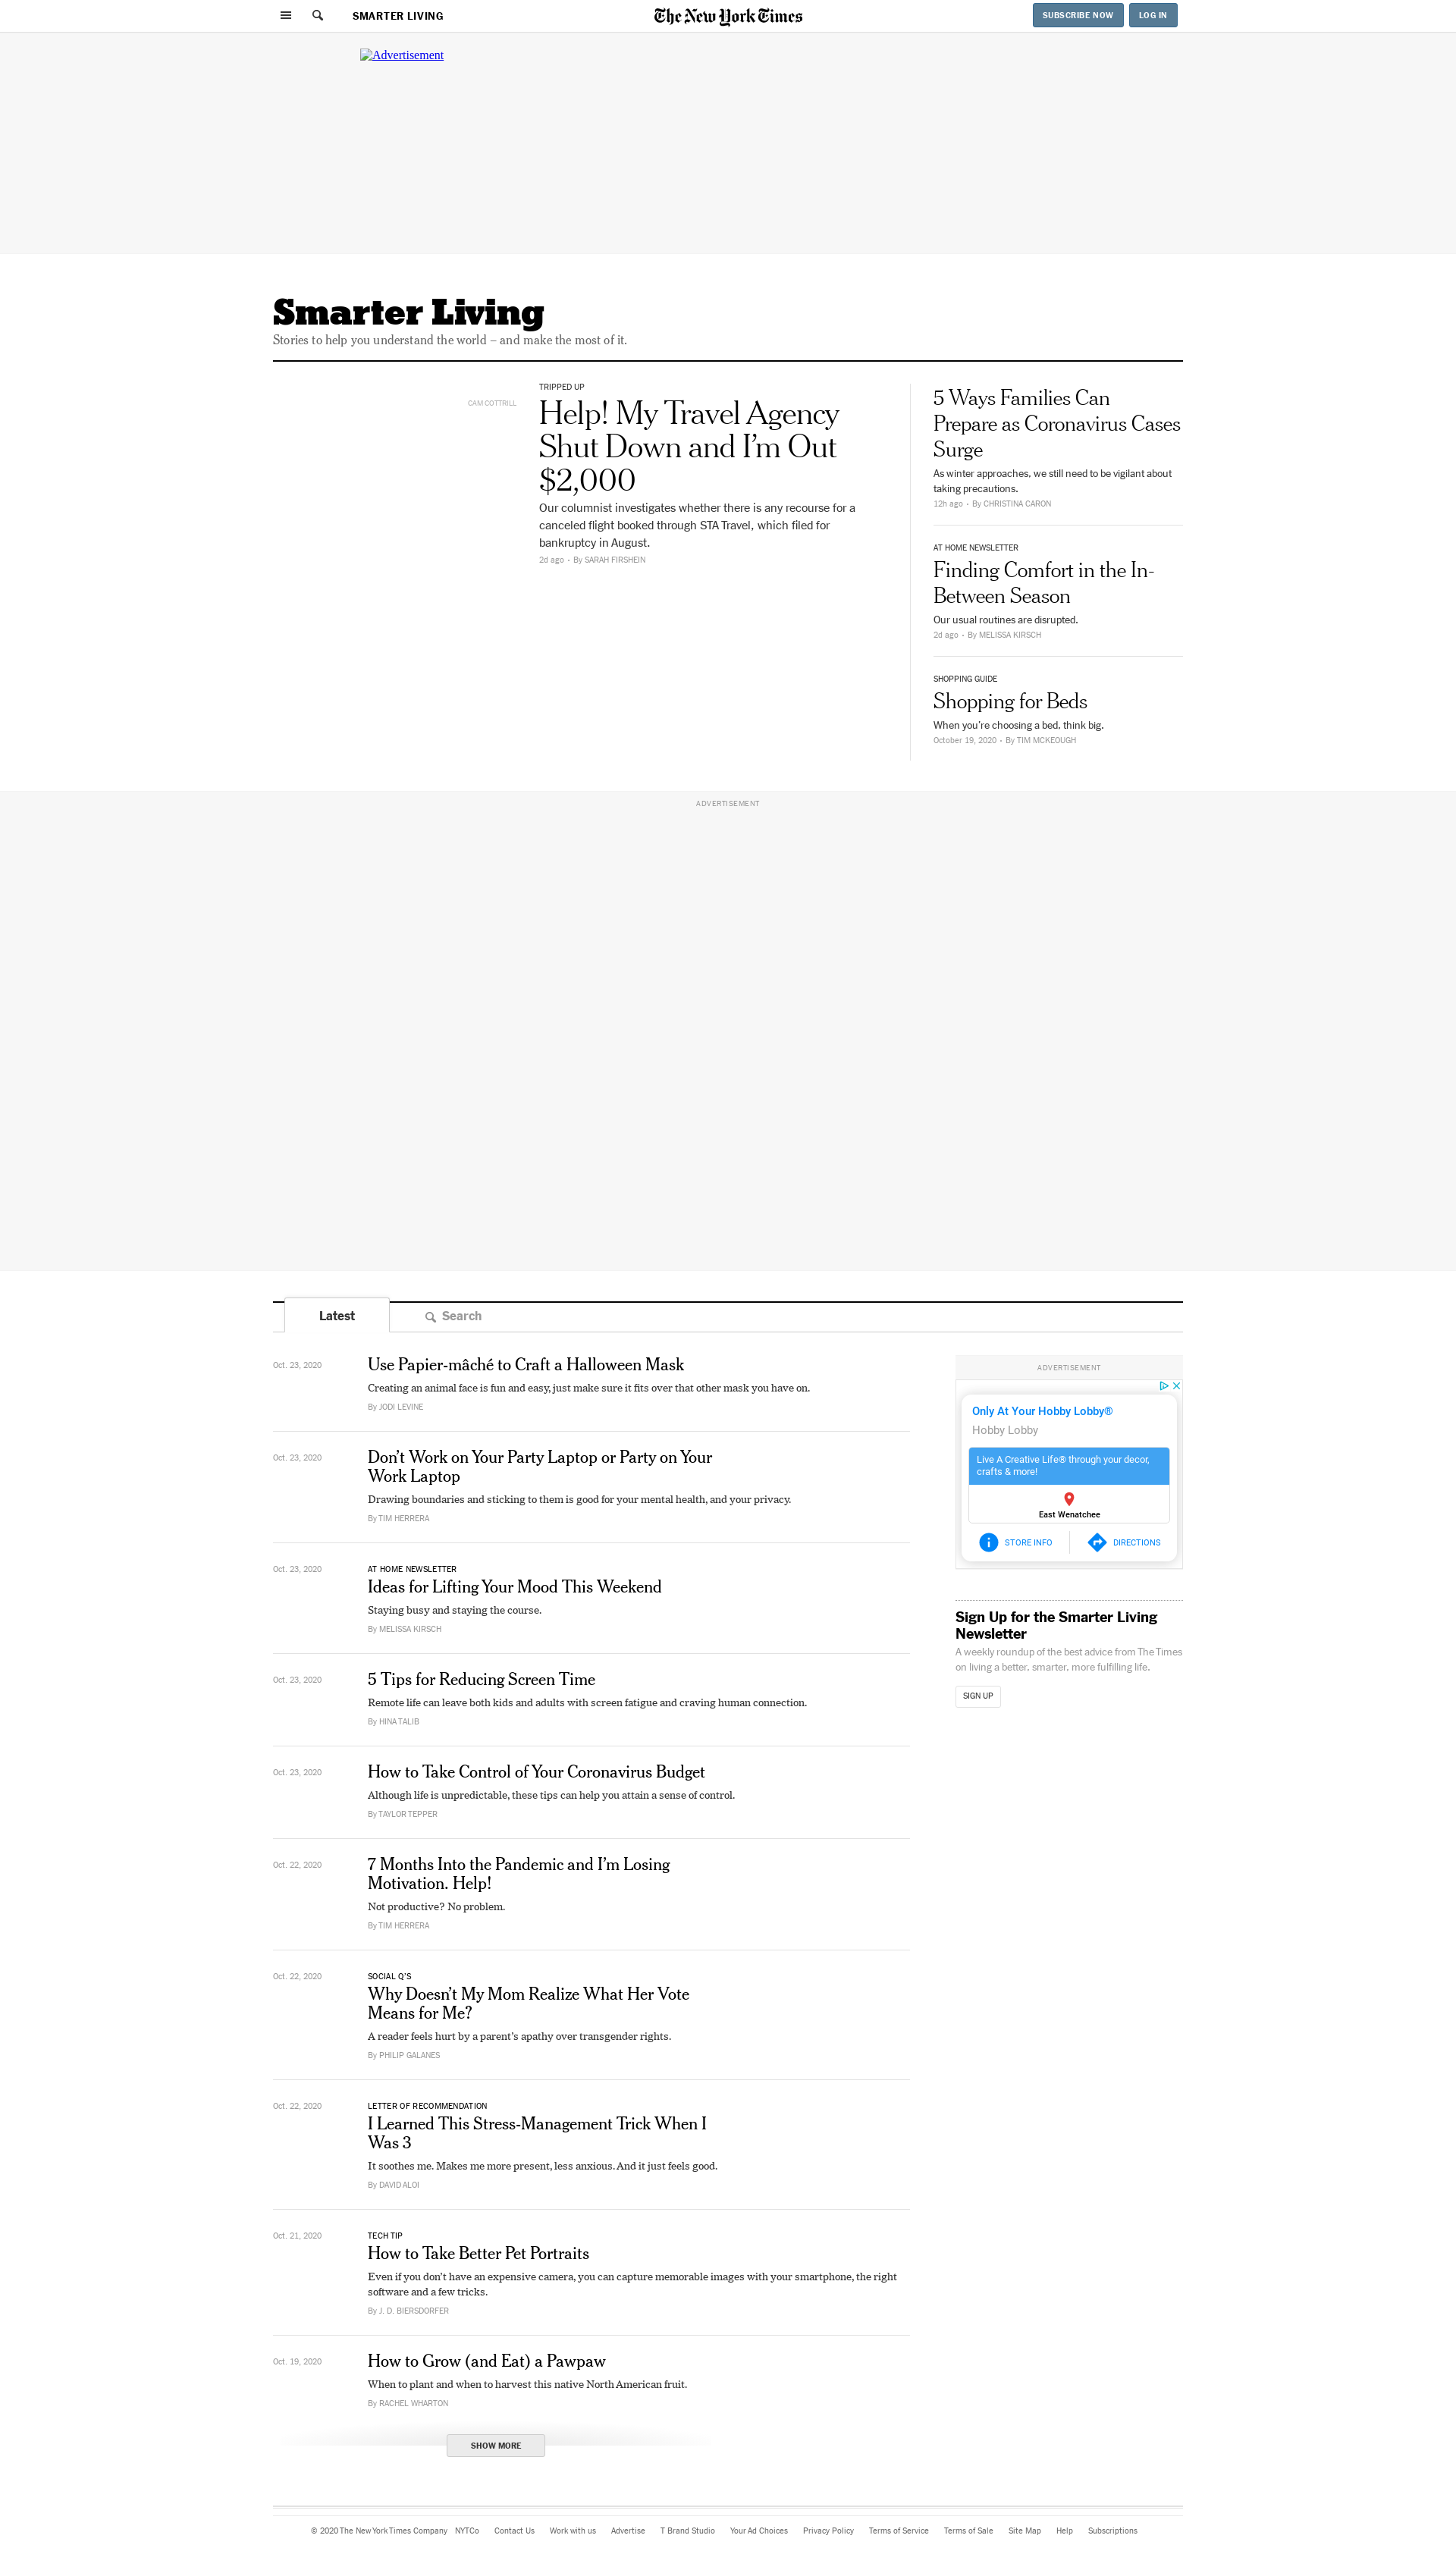 SMARTER LIVING
The New York Times
SUBSCRIBE NOW
LOG IN
Advertisement
Smarter Living
Stories to help you understand the world – and make the most of it.
CAM COTTRILL
TRIPPED UP
Help! My Travel Agency
Shut Down and I’m Out
$2,000
Our columnist investigates whether there is any recourse for a
canceled flight booked through STA Travel, which filed for
bankruptcy in August.
2d ago • By SARAH FIRSHEIN
5 Ways Families Can
Prepare as Coronavirus Cases
Surge
As winter approaches, we still need to be vigilant about
taking precautions.
12h ago • By CHRISTINA CARON
AT HOME NEWSLETTER
Finding Comfort in the In-
Between Season
Our usual routines are disrupted.
2d ago • By MELISSA KIRSCH
SHOPPING GUIDE
Shopping for Beds
When you’re choosing a bed, think big.
October 19, 2020 • By TIM MCKEOUGH
ADVERTISEMENT
Latest
Search
Oct. 23, 2020
Use Papier-mâché to Craft a Halloween Mask
Creating an animal face is fun and easy, just make sure it fits over that other mask you have on.
By JODI LEVINE
Oct. 23, 2020
Don’t Work on Your Party Laptop or Party on Your
Work Laptop
Drawing boundaries and sticking to them is good for your mental health, and your privacy.
By TIM HERRERA
Oct. 23, 2020
AT HOME NEWSLETTER
Ideas for Lifting Your Mood This Weekend
Staying busy and staying the course.
By MELISSA KIRSCH
Oct. 23, 2020
5 Tips for Reducing Screen Time
Remote life can leave both kids and adults with screen fatigue and craving human connection.
By HINA TALIB
Oct. 23, 2020
How to Take Control of Your Coronavirus Budget
Although life is unpredictable, these tips can help you attain a sense of control.
By TAYLOR TEPPER
Oct. 22, 2020
7 Months Into the Pandemic and I’m Losing
Motivation. Help!
Not productive? No problem.
By TIM HERRERA
Oct. 22, 2020
SOCIAL Q’S
Why Doesn’t My Mom Realize What Her Vote
Means for Me?
A reader feels hurt by a parent’s apathy over transgender rights.
By PHILIP GALANES
Oct. 22, 2020
LETTER OF RECOMMENDATION
I Learned This Stress-Management Trick When I
Was 3
It soothes me. Makes me more present, less anxious. And it just feels good.
By DAVID ALOI
Oct. 21, 2020
TECH TIP
How to Take Better Pet Portraits
Even if you don’t have an expensive camera, you can capture memorable images with your smartphone, the right
software and a few tricks.
By J. D. BIERSDORFER
Oct. 19, 2020
How to Grow (and Eat) a Pawpaw
When to plant and when to harvest this native North American fruit.
By RACHEL WHARTON
SHOW MORE
ADVERTISEMENT
Only At Your Hobby Lobby®
Hobby Lobby
Live A Creative Life® through your decor,
crafts & more!
East Wenatchee
STORE INFO
DIRECTIONS
Sign Up for the Smarter Living
Newsletter
A weekly roundup of the best advice from The Times
on living a better, smarter, more fulfilling life.
SIGN UP
© 2020 The New York Times Company NYTCo Contact Us Work with us Advertise T Brand Studio Your Ad Choices Privacy Policy Terms of Service Terms of Sale Site Map Help Subscriptions